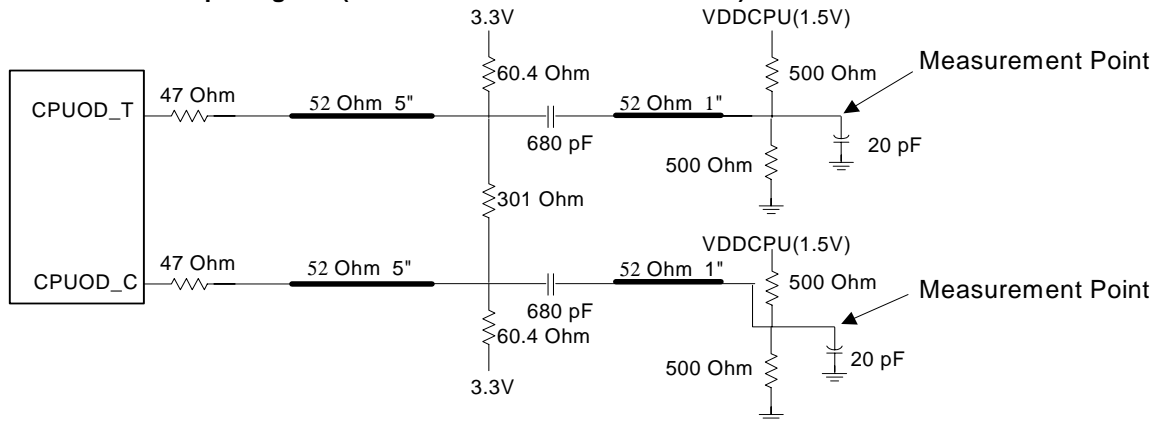 3.3V
VDDCPU(1.5V)
60.4 Ohm
500 Ohm
Measurement Point
47 Ohm
52 Ohm 5"
52 Ohm 1"
CPUOD_T
680 pF
20 pF
500 Ohm
301 Ohm
VDDCPU(1.5V)
47 Ohm
52 Ohm 5"
52 Ohm 1"
CPUOD_C
500 Ohm
Measurement Point
680 pF
60.4 Ohm
20 pF
500 Ohm
3.3V